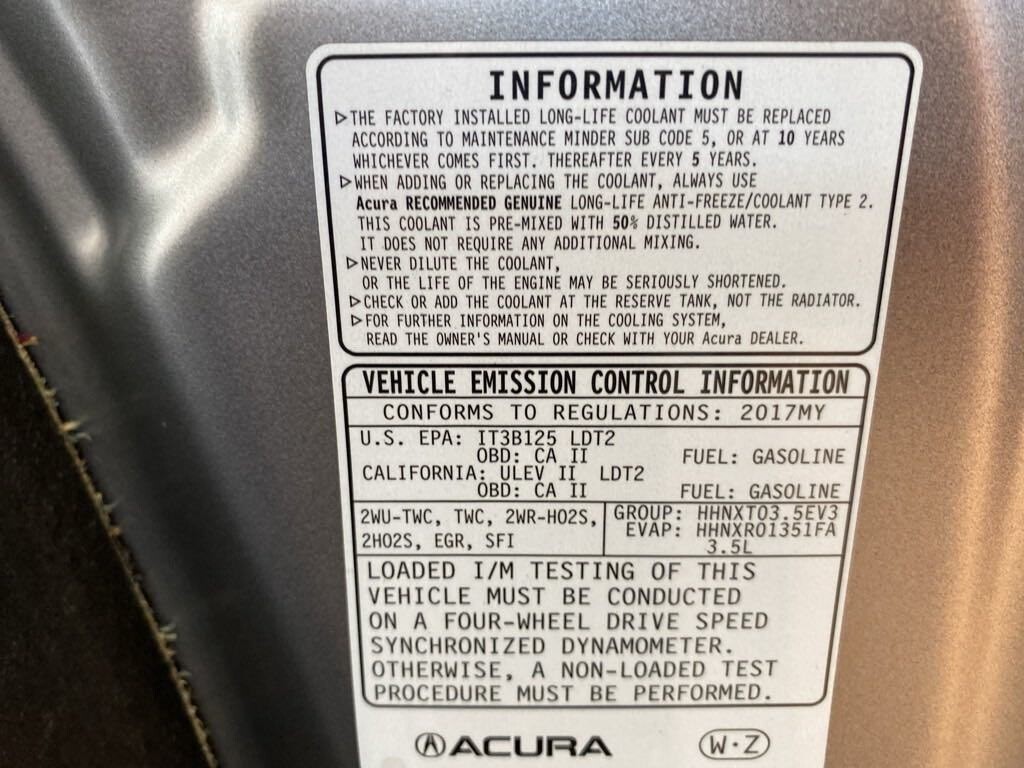 INFORMATION
▷THE FACTORY INSTALLED LONG-LIFE COOLANT MUST BE REPLACED
ACCORDING TO MAINTENANCE MINDER SUB CODE 5, OR AT 10 YEARS
WHICHEVER COMES FIRST. THEREAFTER EVERY 5 YEARS.
▷WHEN ADDING OR REPLACING THE COOLANT, ALWAYS USE
Acura RECOMMENDED GENUINE LONG-LIFE ANTI-FREEZE/COOLANT TYPE 2.
THIS COOLANT IS PRE-MIXED WITH 50% DISTILLED WATER.
IT DOES NOT REQUIRE ANY ADDITIONAL MIXING.
▷NEVER DILUTE THE COOLANT,
OR THE LIFE OF THE ENGINE MAY BE SERIOUSLY SHORTENED.
▷CHECK OR ADD THE COOLANT AT THE RESERVE TANK, NOT THE RADIATOR.
▷FOR FURTHER INFORMATION ON THE COOLING SYSTEM,
READ THE OWNER'S MANUAL OR CHECK WITH YOUR Acura DEALER.
VEHICLE EMISSION CONTROL INFORMATION
CONFORMS TO REGULATIONS: 2017MY
U.S. EPA: IT3B125 LDT2
OBD: CA II FUEL: GASOLINE
CALIFORNIA: ULEV II LDT2
OBD: CA II FUEL: GASOLINE
2WU-TWC, TWC, 2WR-HO2S,
2HO2S, EGR, SFI
GROUP: HHNXT03.5EV3
EVAP: HHNXR01351FA
3.5L
LOADED I/M TESTING OF THIS
VEHICLE MUST BE CONDUCTED
ON A FOUR-WHEEL DRIVE SPEED
SYNCHRONIZED DYNAMOMETER.
OTHERWISE, A NON-LOADED TEST
PROCEDURE MUST BE PERFORMED.
ACURA W·Z